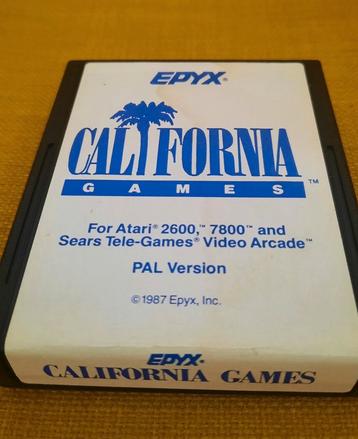 EPYX®
CALIFORNIA
GAMES™
For Atari® 2600,™ 7800™ and
Sears Tele-Games® Video Arcade™
PAL Version
©1987 Epyx, Inc.
EPYX®
CALIFORNIA GAMES